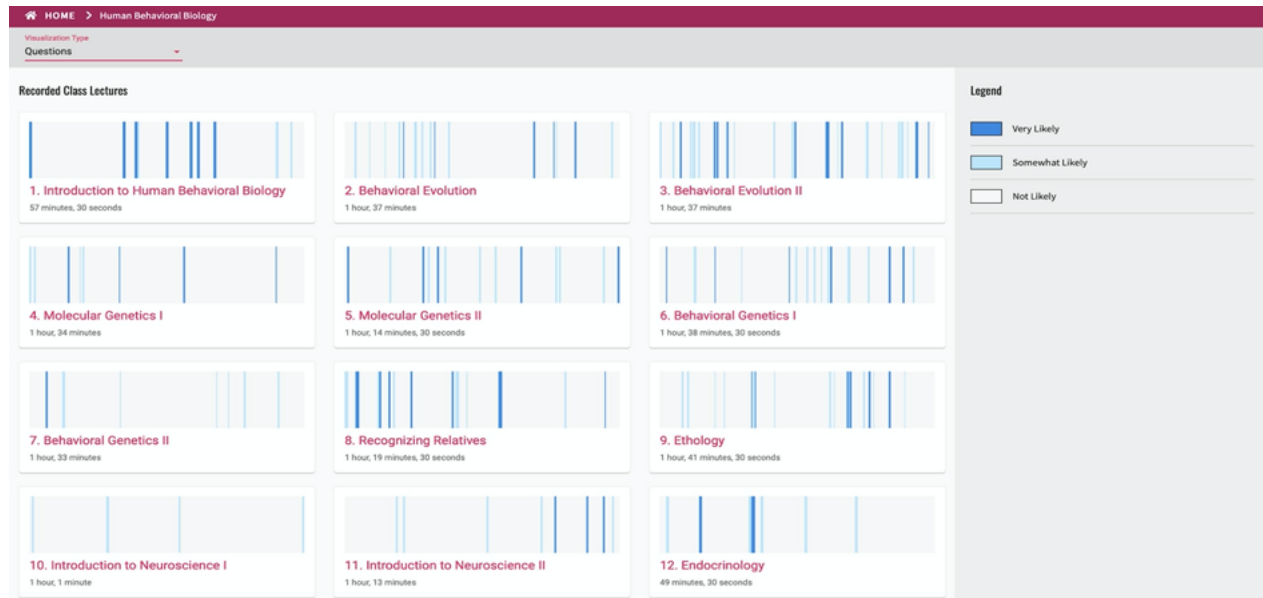 HOME > Human Behavioral Biology
Visualization Type
Questions
Recorded Class Lectures
1. Introduction to Human Behavioral Biology
57 minutes, 30 seconds
2. Behavioral Evolution
1 hour, 37 minutes
3. Behavioral Evolution II
1 hour, 37 minutes
4. Molecular Genetics I
1 hour, 34 minutes
5. Molecular Genetics II
1 hour, 14 minutes, 30 seconds
6. Behavioral Genetics I
1 hour, 38 minutes, 30 seconds
7. Behavioral Genetics II
1 hour, 33 minutes
8. Recognizing Relatives
1 hour, 19 minutes, 30 seconds
9. Ethology
1 hour, 41 minutes, 30 seconds
10. Introduction to Neuroscience I
1 hour, 1 minute
11. Introduction to Neuroscience II
1 hour, 13 minutes
12. Endocrinology
49 minutes, 30 seconds
Legend
Very Likely
Somewhat Likely
Not Likely